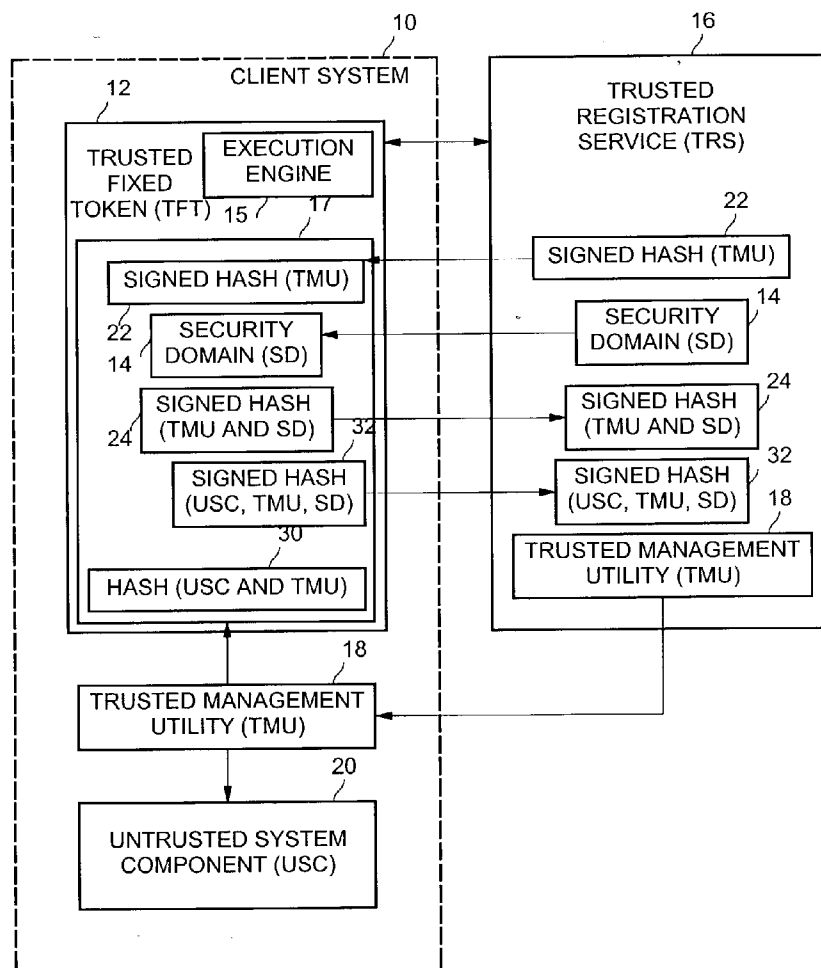 10
16
CLIENT SYSTEM
12
TRUSTED
FIXED
TOKEN (TFT)
EXECUTION
ENGINE
15
17
SIGNED HASH (TMU)
22
SECURITY
DOMAIN (SD)
14
SIGNED HASH
(TMU AND SD)
24
32
SIGNED HASH
(USC, TMU, SD)
30
HASH (USC AND TMU)
18
TRUSTED MANAGEMENT
UTILITY (TMU)
20
UNTRUSTED SYSTEM
COMPONENT (USC)
TRUSTED
REGISTRATION
SERVICE (TRS)
22
SIGNED HASH (TMU)
14
SECURITY
DOMAIN (SD)
24
SIGNED HASH
(TMU AND SD)
32
SIGNED HASH
(USC, TMU, SD)
18
TRUSTED MANAGEMENT
UTILITY (TMU)